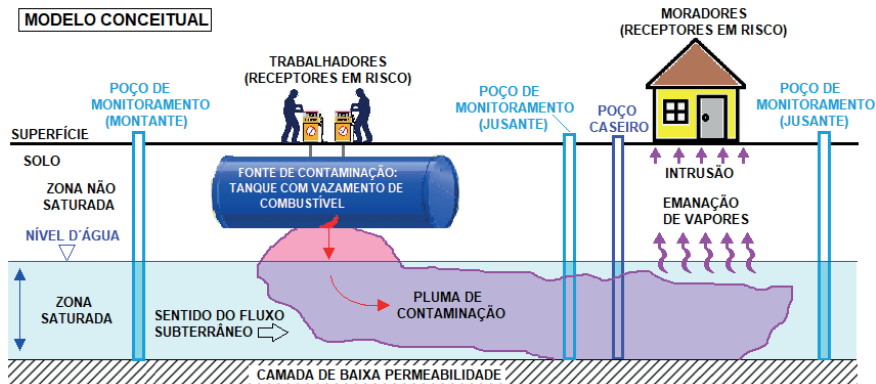 MODELO CONCEITUAL
MORADORES
(RECEPTORES EM RISCO)
TRABALHADORES
(RECEPTORES EM RISCO)
POÇO DE
MONITORAMENTO
(MONTANTE)
POÇO DE
MONITORAMENTO
(JUSANTE)
POÇO
CASEIRO
POÇO DE
MONITORAMENTO
(JUSANTE)
SUPERFÍCIE
SOLO
FONTE DE CONTAMINAÇÃO:
TANQUE COM VAZAMENTO DE
COMBUSTÍVEL
INTRUSÃO
ZONA NÃO
SATURADA
EMANAÇÃO
DE VAPORES
NÍVEL D´ÁGUA
ZONA
SATURADA
SENTIDO DO FLUXO
SUBTERRÂNEO
PLUMA DE
CONTAMINAÇÃO
CAMADA DE BAIXA PERMEABILIDADE